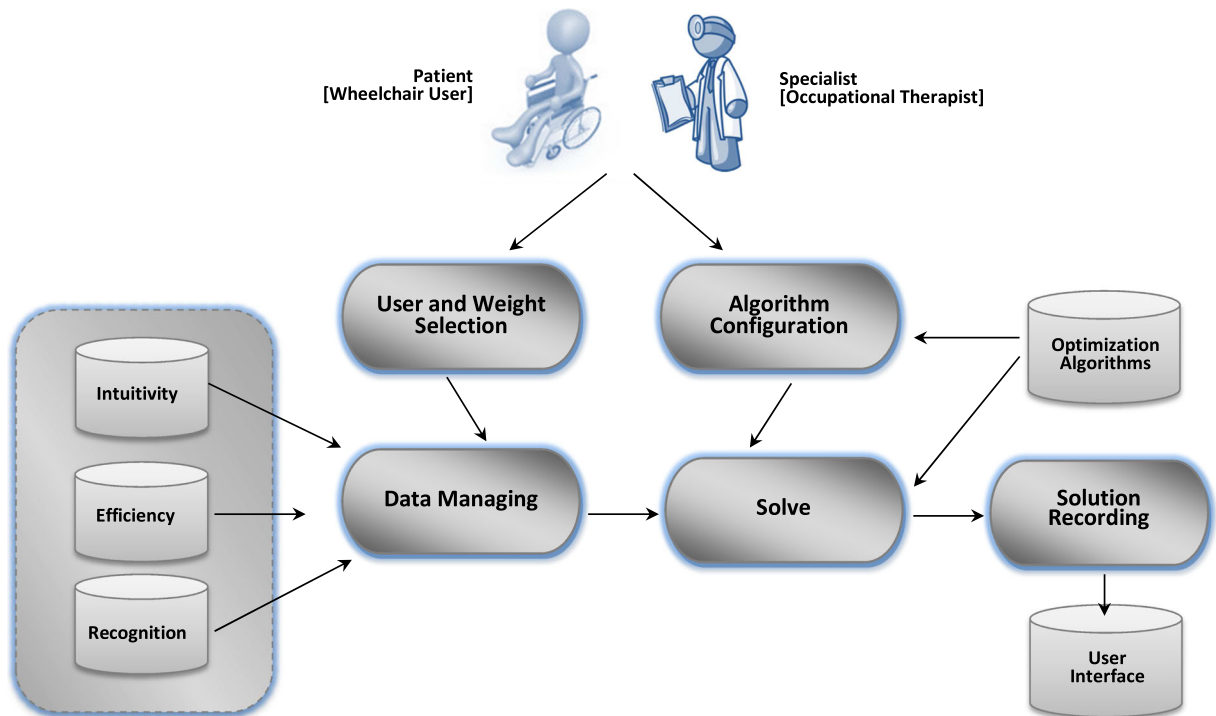 Patient
[Wheelchair User]
Specialist
[Occupational Therapist]
User and Weight
Selection
Algorithm
Configuration
Optimization
Algorithms
Intuitivity
Efficiency
Recognition
Data Managing
Solve
Solution
Recording
User
Interface